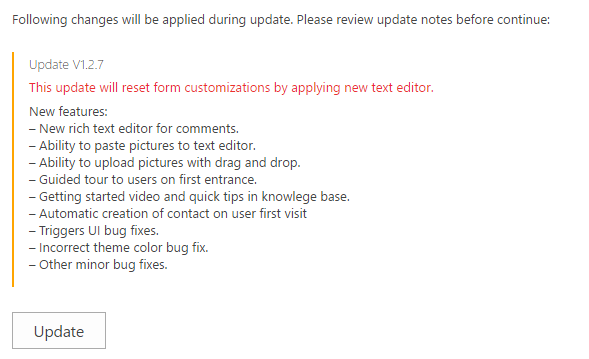 Following changes will be applied during update. Please review update notes before continue:
Update V1.2.7
This update will reset form customizations by applying new text editor.
New features:
– New rich text editor for comments.
– Ability to paste pictures to text editor.
– Ability to upload pictures with drag and drop.
– Guided tour to users on first entrance.
– Getting started video and quick tips in knowlege base.
– Automatic creation of contact on user first visit
– Triggers UI bug fixes.
– Incorrect theme color bug fix.
– Other minor bug fixes.
Update